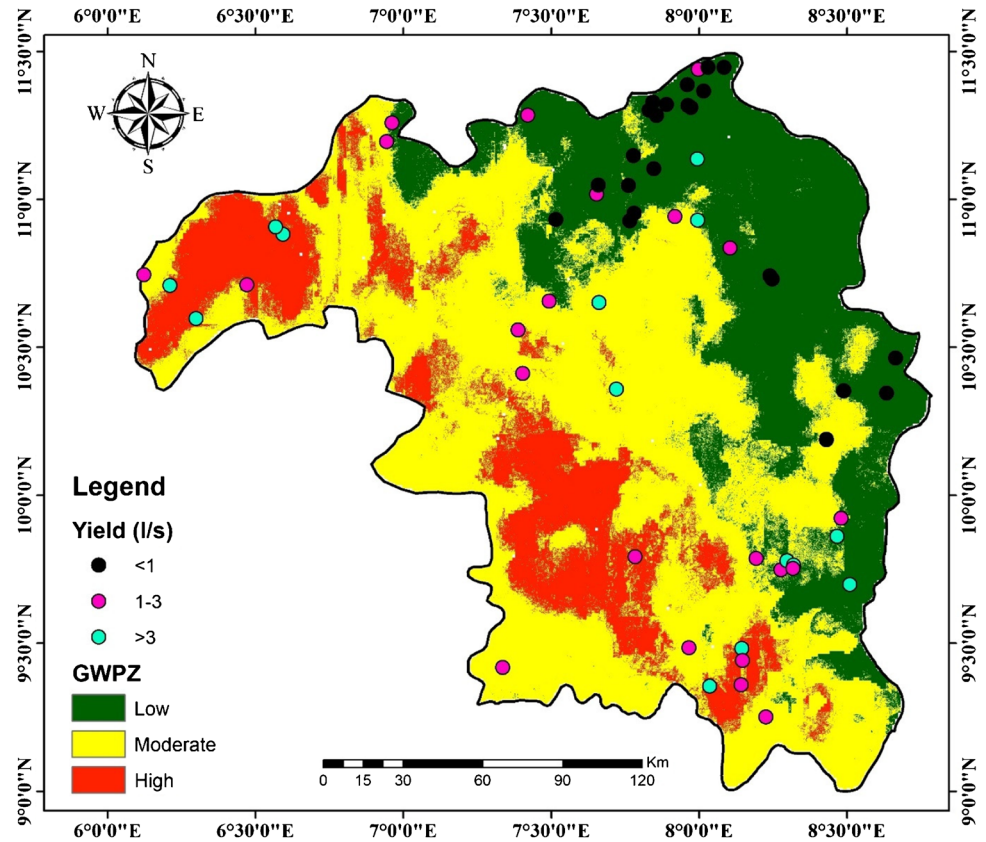 6°0'0"E 6°30'0"E 7°0'0"E 7°30'0"E 8°0'0"E 8°30'0"E
11°30'0"N 11°30'0"N
N
W E
S
11°0'0"N 11°0'0"N
10°30'0"N 10°30'0"N
10°0'0"N 10°0'0"N
9°30'0"N 9°30'0"N
9°0'0"N 9°0'0"N
Legend
Yield (l/s)
<1
1-3
>3
GWPZ
Low
Moderate
High
Km
0 15 30 60 90 120
6°0'0"E 6°30'0"E 7°0'0"E 7°30'0"E 8°0'0"E 8°30'0"E